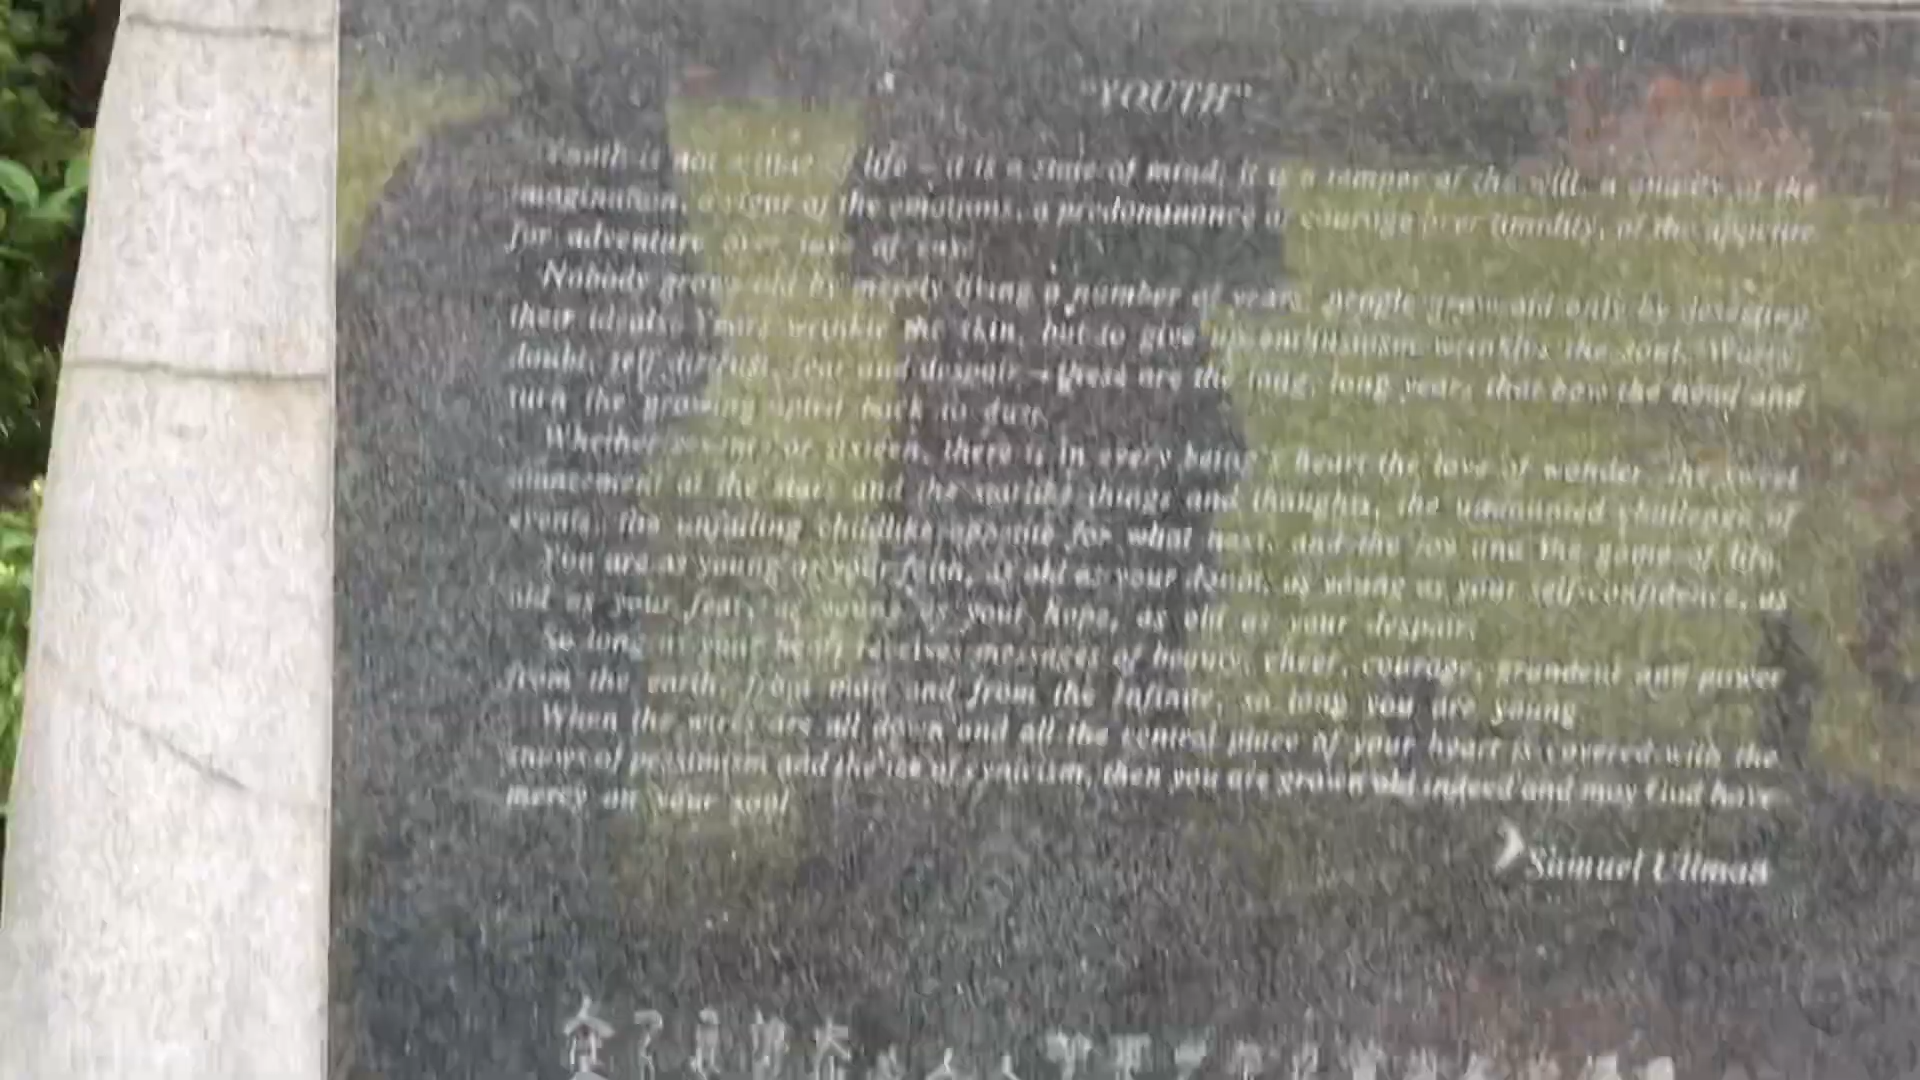 "YOUTH"
Youth is not a time life – it is a state of mind; it is a temper of the will, a quality of the
imagination, a vigor of the emotions, a predominance of courage over timidity, of the appetite
for adventure over love of ease.
Nobody grows old by merely living a number of years, people grow old only by deserting
their ideals. Years wrinkle the skin, but to give up enthusiasm wrinkles the soul. Worry,
doubt, self distrust, fear and despair – these are the long, long years that bow the head and
turn the growing spirit back to dust.
Whether seventy or sixteen, there is in every being's heart the love of wonder, the sweet
at the stars and the starlike things and thoughts, the undaunted challenge of
events, the unfailing childlike appetite for what next, and the joy and the game of life.
You are as young as your faith, as old as your doubt, as young as your self-confidence, as
old as your fear, as young as your hope, as old as your despair.
So long as your heart receives messages of beauty, cheer, courage, grandeur and power
from the earth, from man and from the Infinite, so long you are young.
When the wires are all down and all the central place of your heart is covered with the
snows of pessimism and the ice of cynicism, then you are grown old indeed and may God have
mercy on your soul.
Samuel Ullman